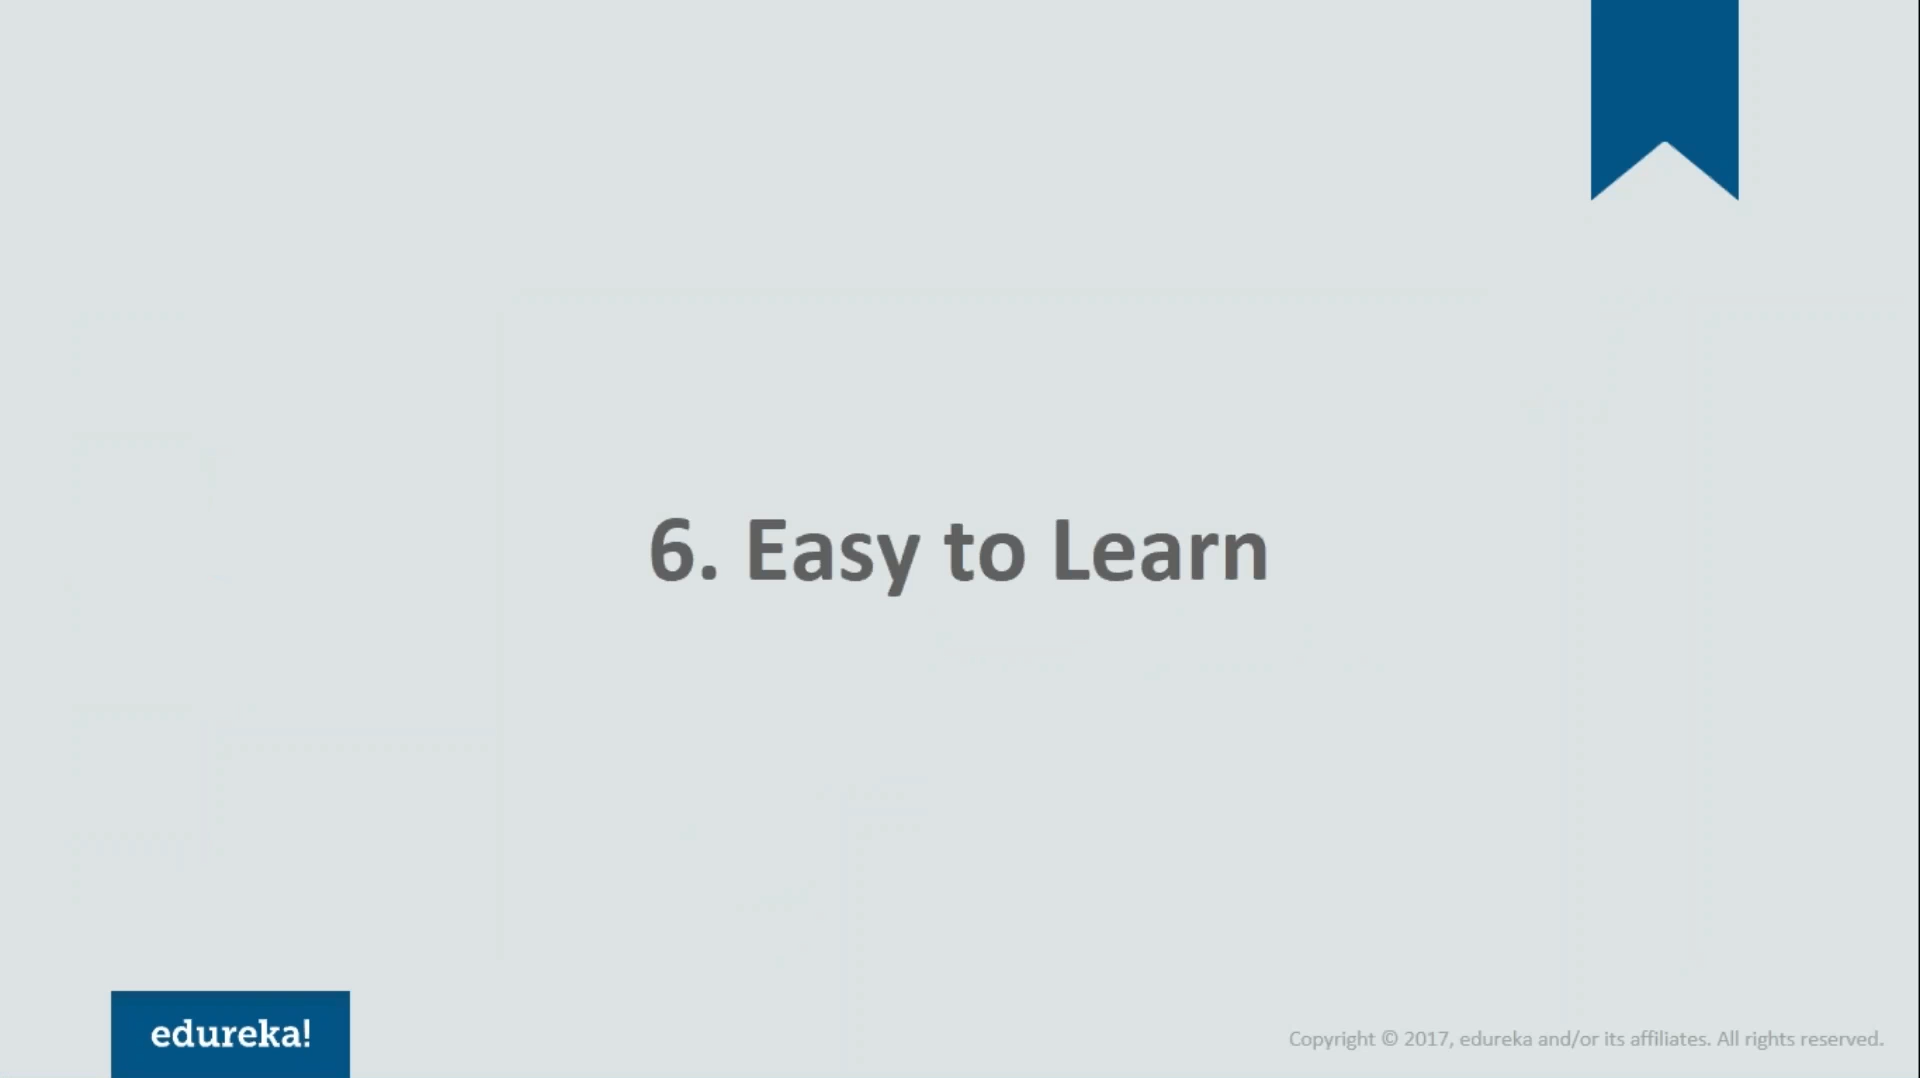 6. Easy to Learn
edureka!
Copyright © 2017, edureka and/or its affiliates. All rights reserved.